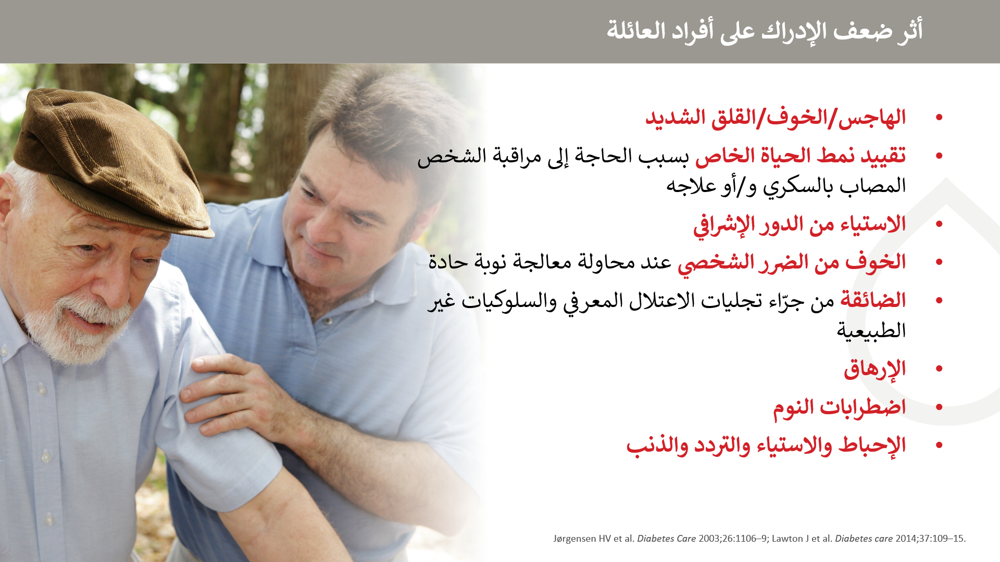 أثر ضعف الإدراك على أفراد العائلة
• الهاجس/الخوف/القلق الشديد
• تقييد نمط الحياة الخاص بسبب الحاجة إلى مراقبة الشخص
المصاب بالسكري و/أو علاجه
• الاستياء من الدور الإشرافي
• الخوف من الضرر الشخصي عند محاولة معالجة نوبة حادة
• الضائقة من جرّاء تجليات الاعتلال المعرفي والسلوكيات غير
الطبيعية
• الإرهاق
• اضطرابات النوم
• الإحباط والاستياء والتردد والذنب
Jørgensen HV et al. Diabetes Care 2003;26:1106–9; Lawton J et al. Diabetes care 2014;37:109–15.